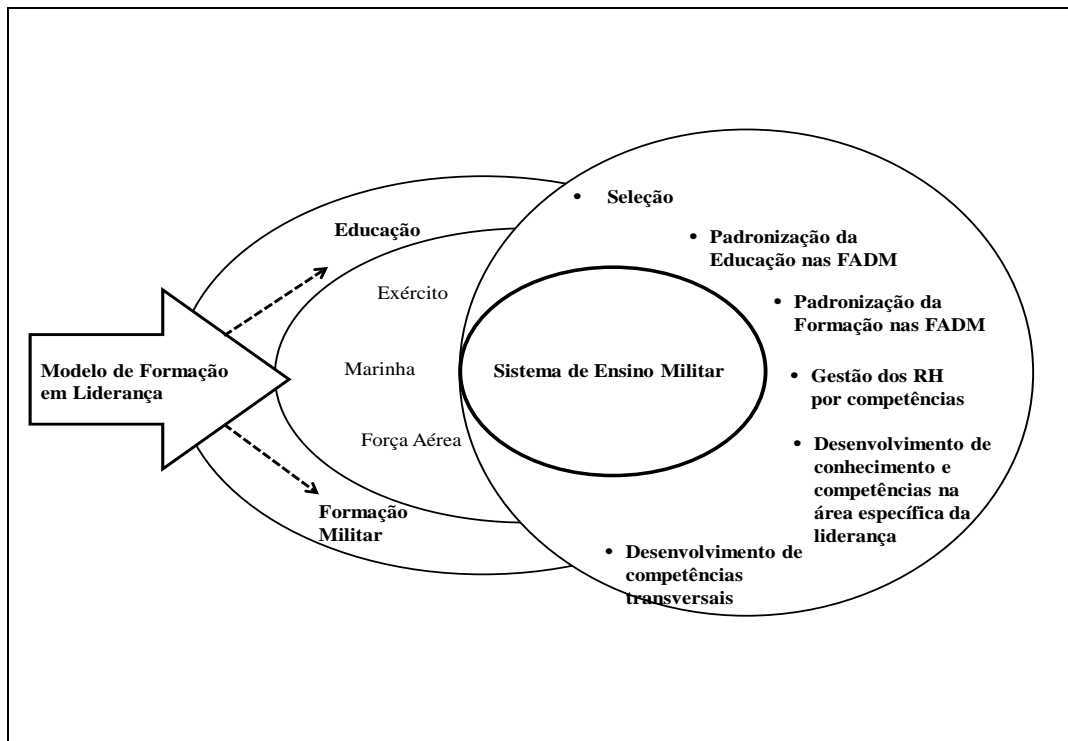 Modelo de Formação
em Liderança
Educação
Exército
Marinha
Força Aérea
Formação
Militar
Sistema de Ensino Militar
• Seleção
• Padronização da
Educação nas FADM
• Padronização da
Formação nas FADM
• Gestão dos RH
por competências
• Desenvolvimento de
conhecimento e
competências na
área específica da
liderança
• Desenvolvimento de
competências
transversais